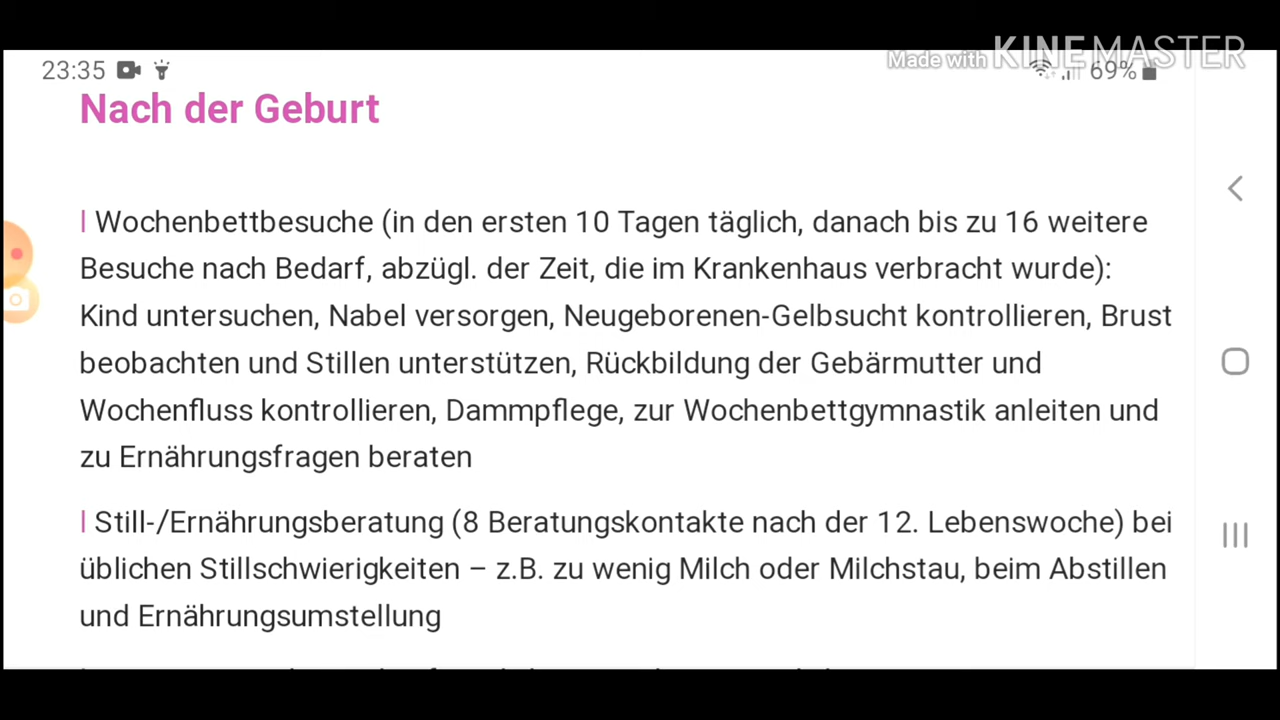 Made with KINEMASTER
23:35 69%
Nach der Geburt
| Wochenbettbesuche (in den ersten 10 Tagen täglich, danach bis zu 16 weitere
Besuche nach Bedarf, abzügl. der Zeit, die im Krankenhaus verbracht wurde):
Kind untersuchen, Nabel versorgen, Neugeborenen-Gelbsucht kontrollieren, Brust
beobachten und Stillen unterstützen, Rückbildung der Gebärmutter und
Wochenfluss kontrollieren, Dammpflege, zur Wochenbettgymnastik anleiten und
zu Ernährungsfragen beraten
| Still-/Ernährungsberatung (8 Beratungskontakte nach der 12. Lebenswoche) bei
üblichen Stillschwierigkeiten – z.B. zu wenig Milch oder Milchstau, beim Abstillen
und Ernährungsumstellung